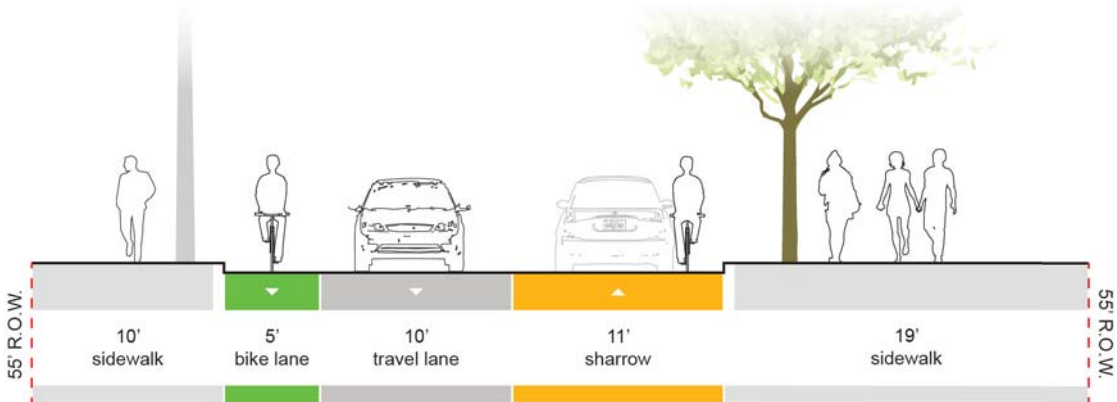 55' R.O.W.
10'
sidewalk
5'
bike lane
10'
travel lane
11'
sharrow
19'
sidewalk
55' R.O.W.